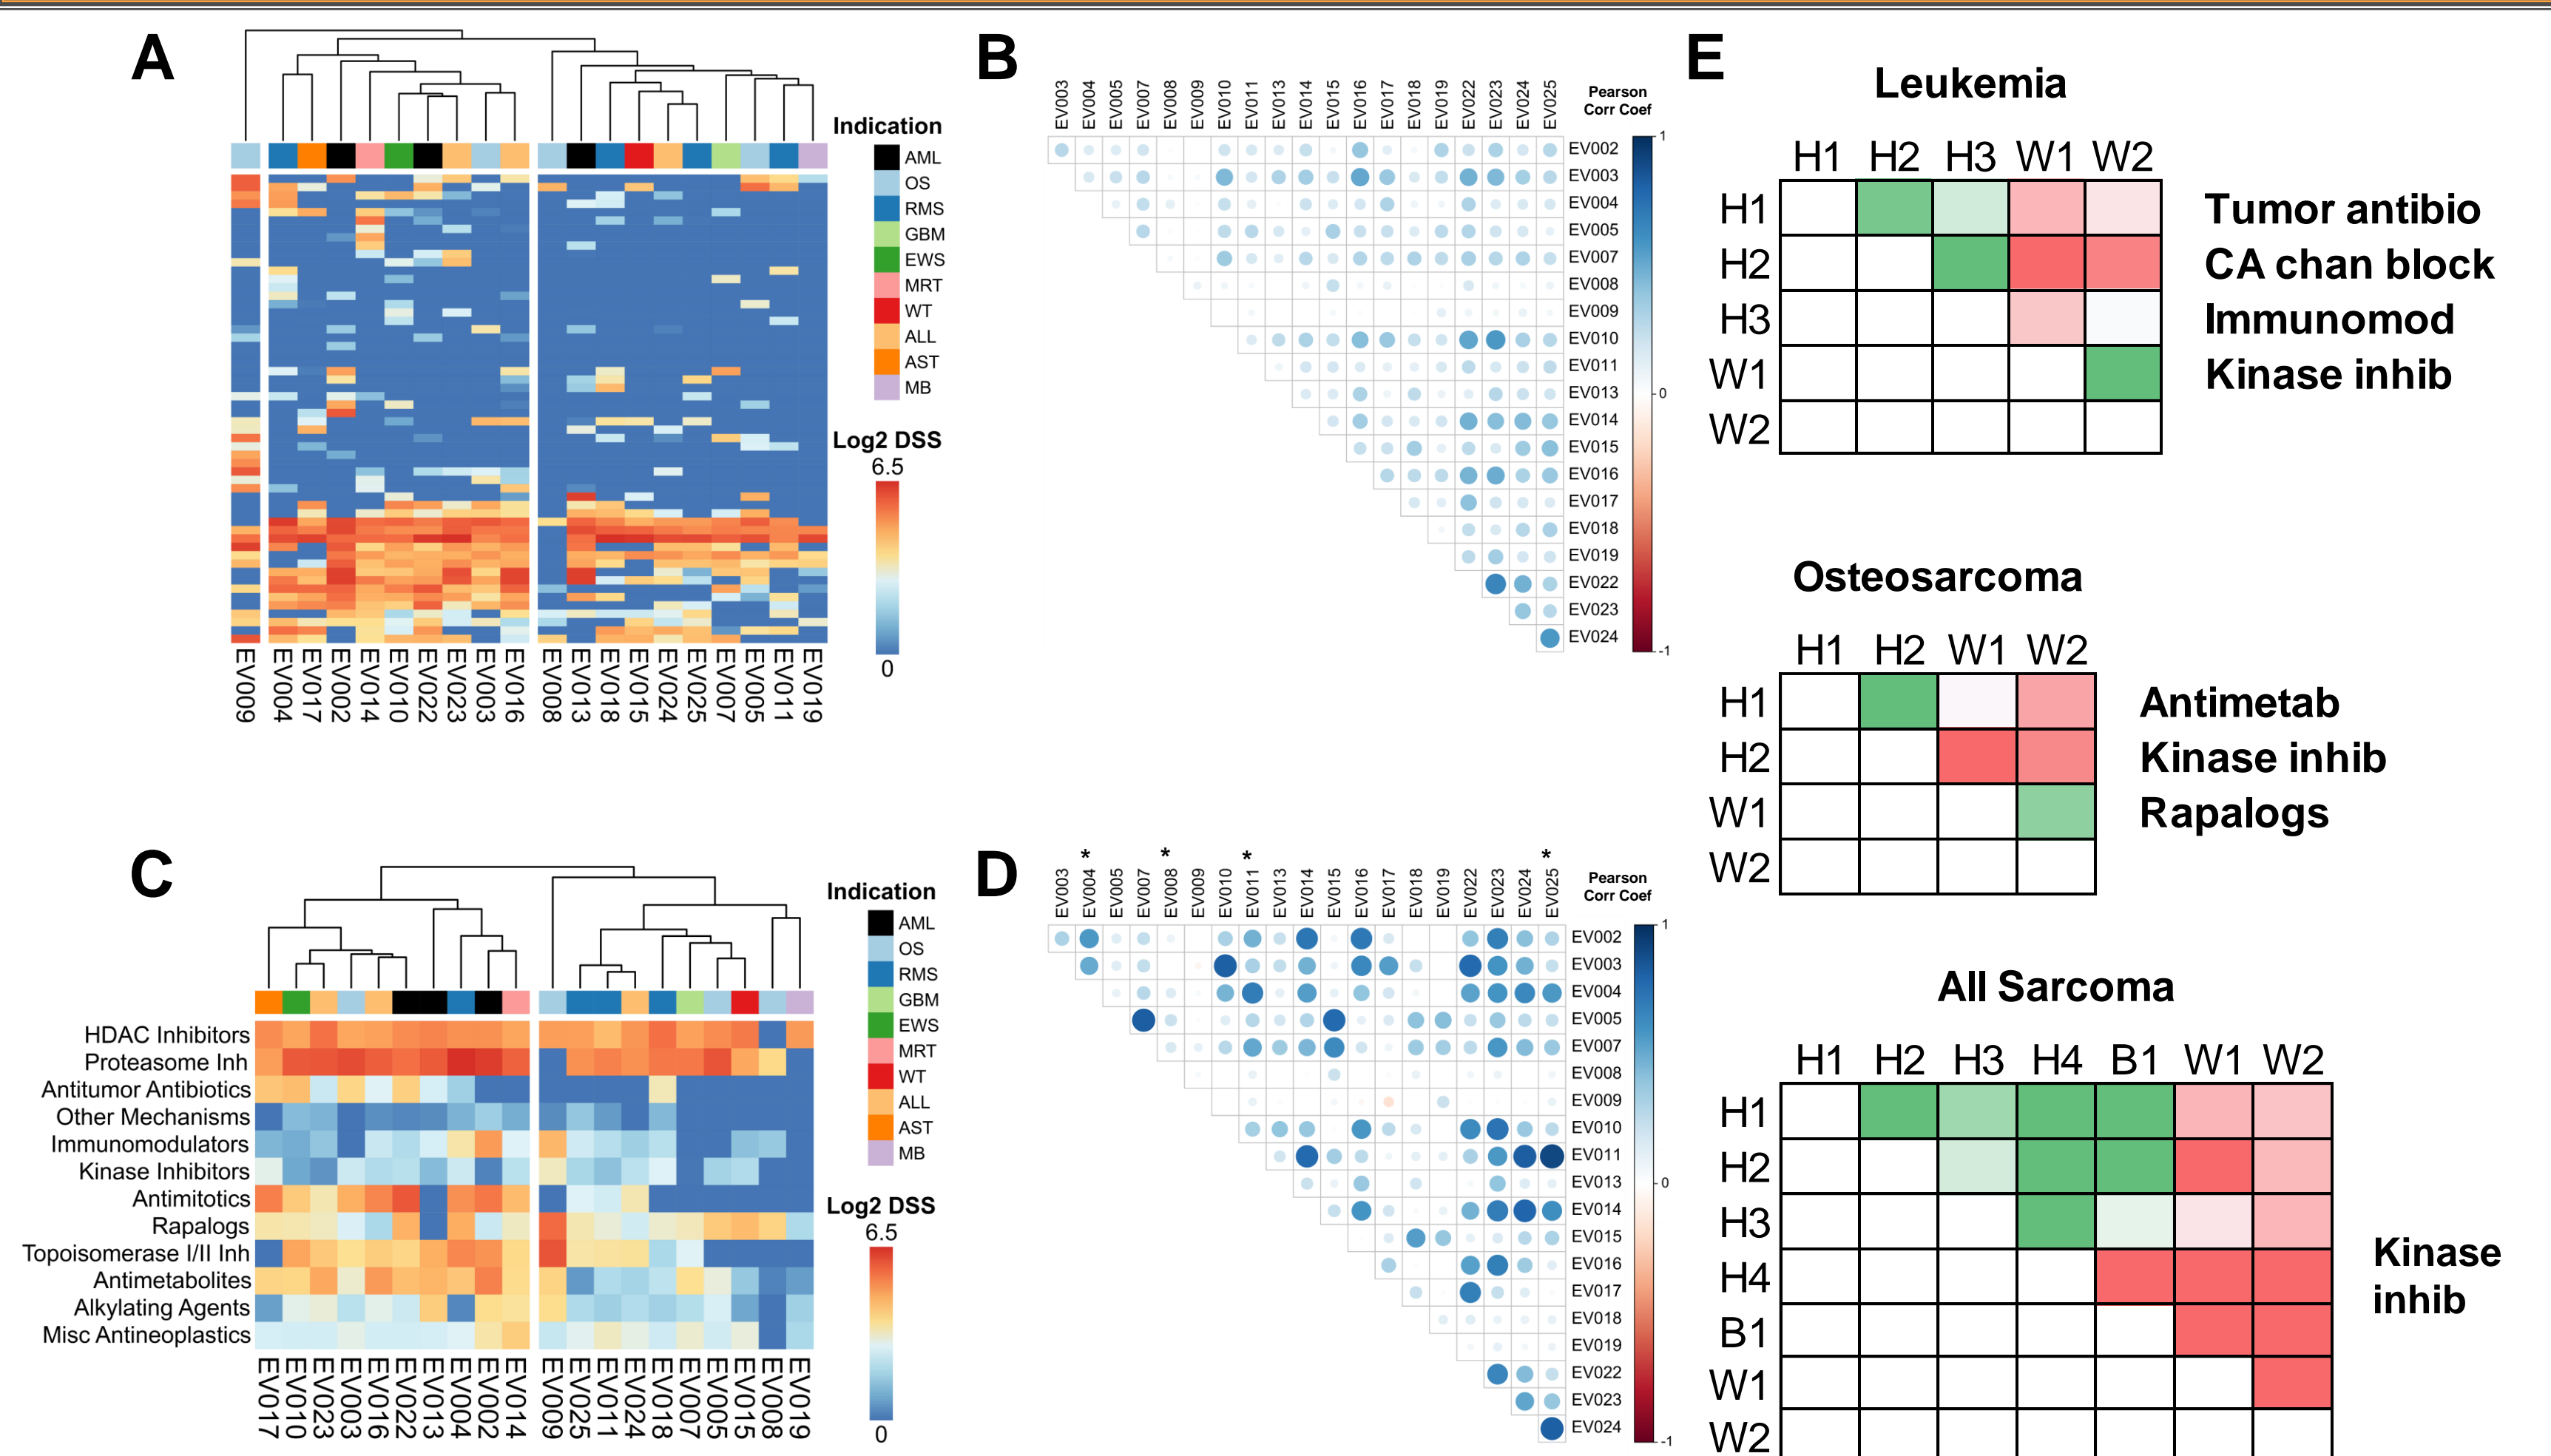 A
Indication
AML
OS
RMS
GBM
EWS
MRT
WT
ALL
AST
MB
Log2 DSS
6.5
0
EV009
EV004
EV017
EV002
EV014
EV010
EV022
EV023
EV003
EV016
EV008
EV013
EV018
EV015
EV024
EV025
EV007
EV005
EV011
EV019
B
EV003
EV004
EV005
EV007
EV008
EV009
EV010
EV011
EV013
EV014
EV015
EV016
EV017
EV018
EV019
EV022
EV023
EV024
EV025
Pearson
Corr Coef
EV002
EV003
EV004
EV005
EV007
EV008
EV009
EV010
EV011
EV013
EV014
EV015
EV016
EV017
EV018
EV019
EV022
EV023
EV024
1
0
-1
C
Indication
AML
OS
RMS
GBM
EWS
MRT
WT
ALL
AST
MB
Log2 DSS
6.5
0
HDAC Inhibitors
Proteasome Inh
Antitumor Antibiotics
Other Mechanisms
Immunomodulators
Kinase Inhibitors
Antimitotics
Rapalogs
Topoisomerase I/II Inh
Antimetabolites
Alkylating Agents
Misc Antineoplastics
EV017
EV010
EV023
EV003
EV016
EV022
EV013
EV004
EV002
EV014
EV009
EV025
EV011
EV024
EV018
EV007
EV005
EV015
EV008
EV019
D
* * * *
EV003
EV004
EV005
EV007
EV008
EV009
EV010
EV011
EV013
EV014
EV015
EV016
EV017
EV018
EV019
EV022
EV023
EV024
EV025
Pearson
Corr Coef
EV002
EV003
EV004
EV005
EV007
EV008
EV009
EV010
EV011
EV013
EV014
EV015
EV016
EV017
EV018
EV019
EV022
EV023
EV024
1
0
-1
E
Leukemia
H1 H2 H3 W1 W2
H1
H2
H3
W1
W2
Tumor antibio
CA chan block
Immunomod
Kinase inhib
Osteosarcoma
H1 H2 W1 W2
H1
H2
W1
W2
Antimetab
Kinase inhib
Rapalogs
All Sarcoma
H1 H2 H3 H4 B1 W1 W2
H1
H2
H3
H4
B1
W1
W2
Kinase
inhib